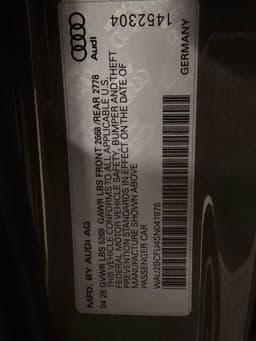 Audi
1452304
GERMANY
MFD. BY AUDI AG
04 25 GVWR LBS 5269 GAWR LBS FRONT 2668/REAR 2778
THIS VEHICLE CONFORMS TO ALL APPLICABLE U.S.
FEDERAL MOTOR VEHICLE SAFETY, BUMPER AND THEFT
PREVENTION STANDARDS IN EFFECT ON THE DATE OF
MANUFACTURE SHOWN ABOVE
PASSENGER CAR
WAU2BCFU4SN041975